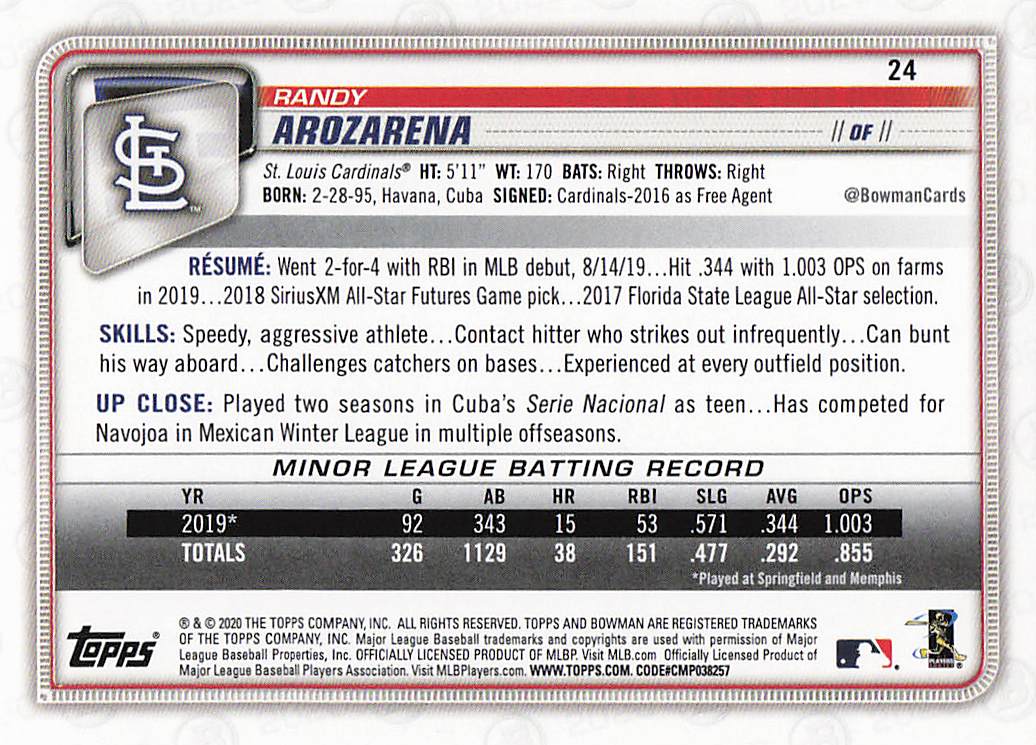 24
RANDY
AROZARENA // OF //
St. Louis Cardinals® HT: 5'11" WT: 170 BATS: Right THROWS: Right
BORN: 2-28-95, Havana, Cuba SIGNED: Cardinals-2016 as Free Agent @BowmanCards
STL™
RÉSUMÉ: Went 2-for-4 with RBI in MLB debut, 8/14/19...Hit .344 with 1.003 OPS on farms
in 2019...2018 SiriusXM All-Star Futures Game pick...2017 Florida State League All-Star selection.
SKILLS: Speedy, aggressive athlete...Contact hitter who strikes out infrequently...Can bunt
his way aboard...Challenges catchers on bases...Experienced at every outfield position.
UP CLOSE: Played two seasons in Cuba's Serie Nacional as teen...Has competed for
Navojoa in Mexican Winter League in multiple offseasons.
MINOR LEAGUE BATTING RECORD
YR G AB HR RBI SLG AVG OPS
2019* 92 343 15 53 .571 .344 1.003
TOTALS 326 1129 38 151 .477 .292 .855
*Played at Springfield and Memphis
Topps®
® & © 2020 THE TOPPS COMPANY, INC. ALL RIGHTS RESERVED. TOPPS AND BOWMAN ARE REGISTERED TRADEMARKS
OF THE TOPPS COMPANY, INC. Major League Baseball trademarks and copyrights are used with permission of Major
League Baseball Properties, Inc. OFFICIALLY LICENSED PRODUCT OF MLBP. Visit MLB.com Officially Licensed Product of
Major League Baseball Players Association. Visit MLBPlayers.com. WWW.TOPPS.COM. CODE#CMP038257
PLAYERS